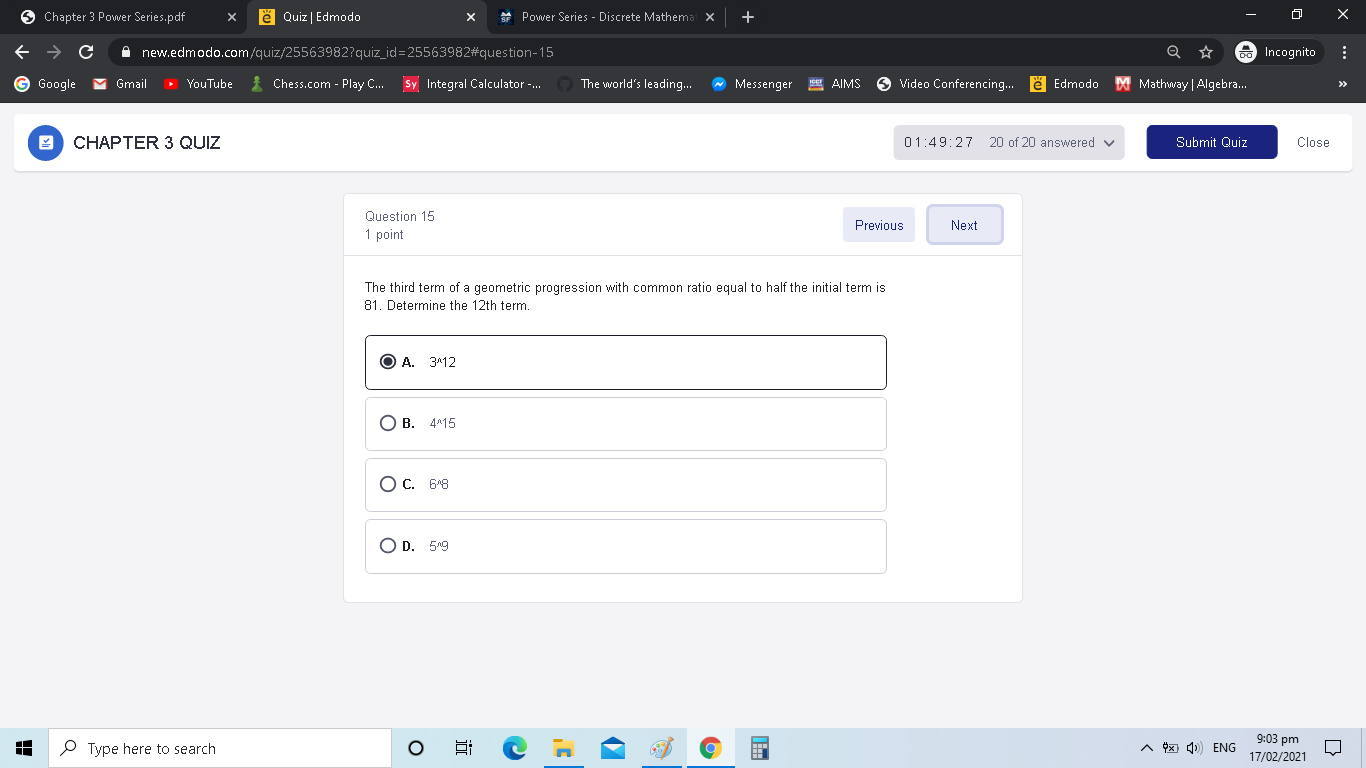 Chapter 3 Power Series.pdf
Quiz | Edmodo
Power Series - Discrete Mathema
new.edmodo.com/quiz/25563982?quiz_id=25563982#question-15
Incognito
Google
Gmail
YouTube
Chess.com - Play C...
Sy
Integral Calculator -...
The world's leading...
Messenger
AIMS
Video Conferencing...
Edmodo
Mathway | Algebra...
»
CHAPTER 3 QUIZ
01:49:27 20 of 20 answered
Submit Quiz
Close
Question 15
1 point
Previous
Next
The third term of a geometric progression with common ratio equal to half the initial term is
81. Determine the 12th term.
A. 3^12
B. 4^15
C. 6^8
D. 5^9
Type here to search
ENG
9:03 pm
17/02/2021